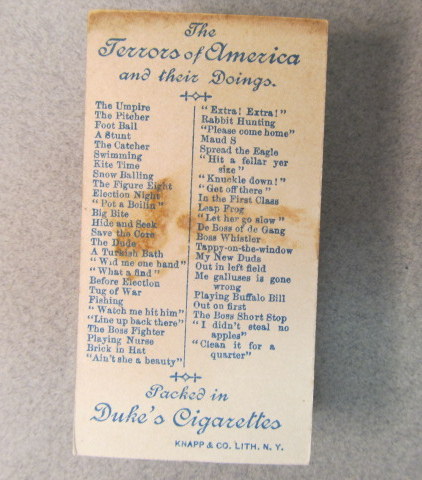 The
Terrors of America
and their Doings.
The Umpire
The Pitcher
Foot Ball
A Stunt
The Catcher
Swimming
Kite Time
Snow Balling
The Figure Eight
Election Night
"Pot a Boilin"
Big Bite
Hide and Seek
Save the Core
The Dude
A Turkish Bath
"Wid me one hand"
"What a find"
Before Election
Tug of War
Fishing
"Watch me hit him"
"Line up back there"
The Boss Fighter
Playing Nurse
Brick in Hat
"Ain't she a beauty"
"Extra! Extra!"
Rabbit Hunting
"Please come home"
Maud S
Spread the Eagle
"Hit a fellar yer
size"
"Knuckle down!"
"Get off there"
In the First Class
Leap Frog
"Let her go slow"
De Boss of de Gang
Boss Whistler
Tappy-on-the-window
My New Duds
Out in left field
Me galluses is gone
wrong
Playing Buffalo Bill
Out on first
The Boss Short Stop
"I didn't steal no
apples"
"Clean it for a
quarter"
Packed in
Duke's Cigarettes
KNAPP & CO. LITH. N. Y.